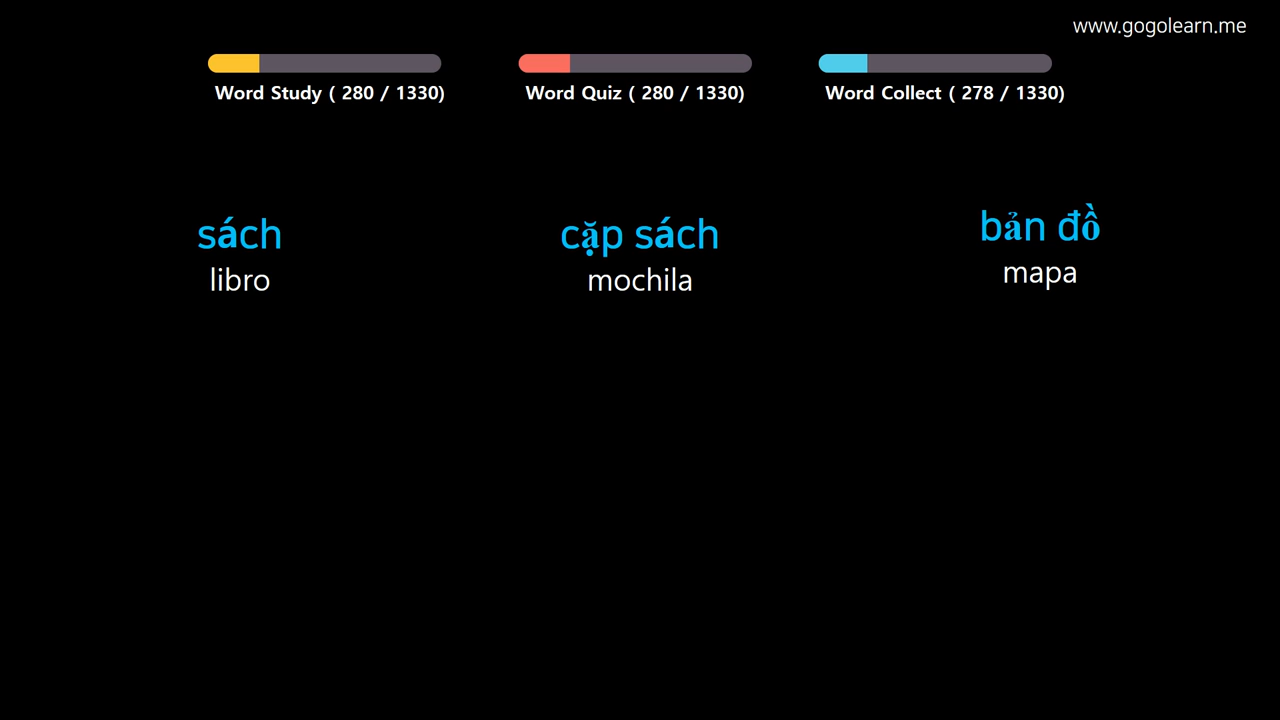 www.gogolearn.me
Word Study ( 280 / 1330)
Word Quiz ( 280 / 1330)
Word Collect ( 278 / 1330)
sách
libro
cặp sách
mochila
bản đồ
mapa